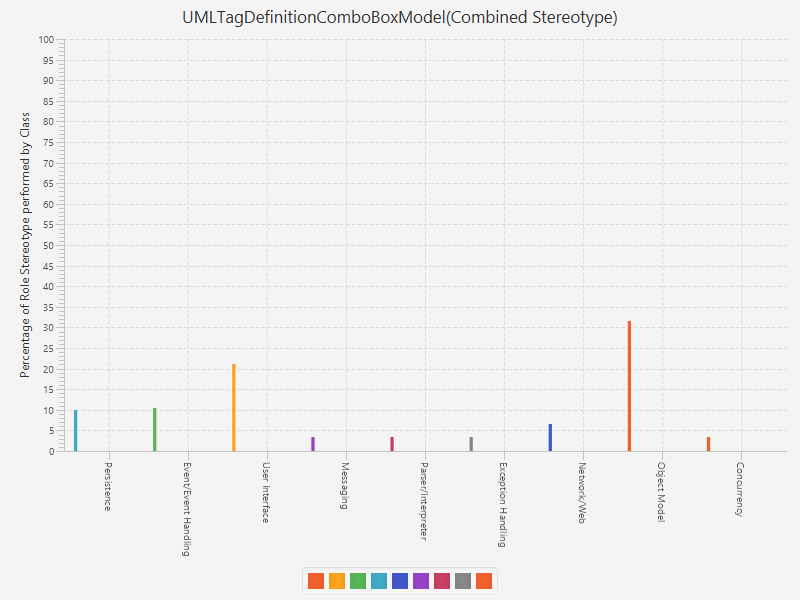 UMLTagDefinitionComboBoxModel(Combined Stereotype)
Percentage of Role Stereotype performed by Class
100
95
90
85
80
75
70
65
60
55
50
45
40
35
30
25
20
15
10
5
0
Persistence
Event/Event Handling
User Interface
Messaging
Parser/Interpreter
Exception Handling
Network/Web
Object Model
Concurrency